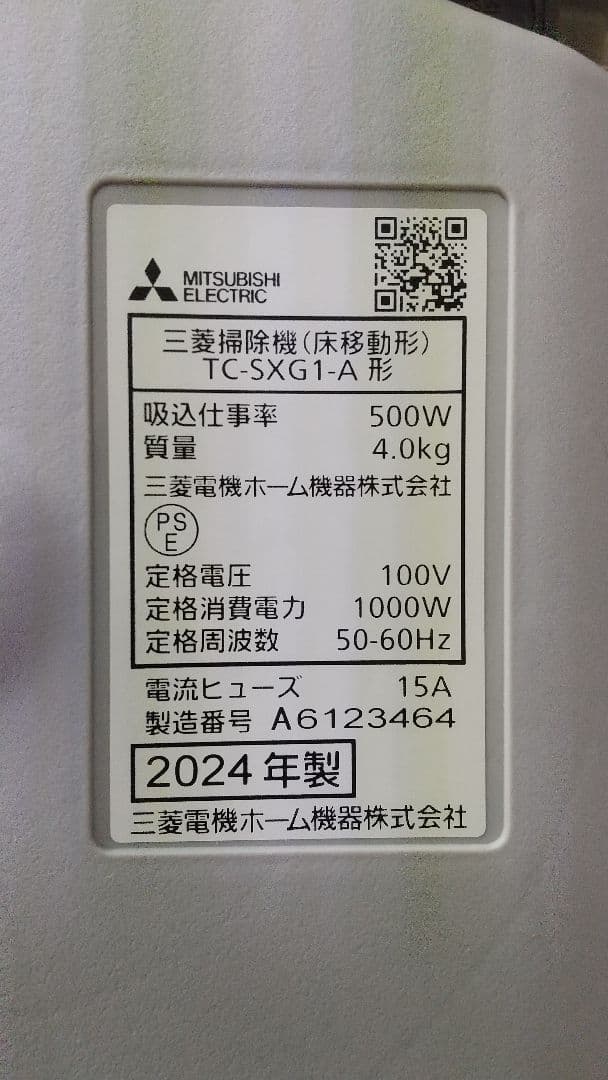 MITSUBISHI
ELECTRIC
三菱掃除機(床移動形)
TC-SXG1-A 形
吸込仕事率 500W
質量 4.0kg
三菱電機ホーム機器株式会社
PS
E
定格電圧 100V
定格消費電力 1000W
定格周波数 50-60Hz
電流ヒューズ 15A
製造番号 A6123464
2024 年製
三菱電機ホーム機器株式会社